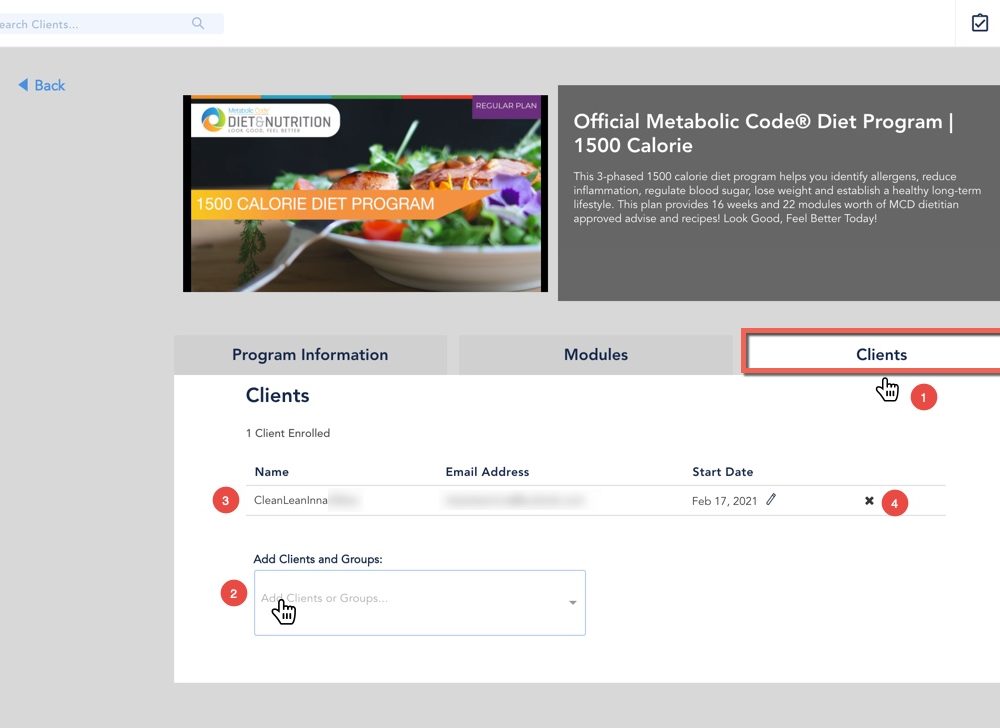 earch Clients...
Back
Metabolic Code
DIET&NUTRITION
LOOK GOOD. FEEL BETTER
REGULAR PLAN
1500 CALORIE DIET PROGRAM
Official Metabolic Code® Diet Program |
1500 Calorie
This 3-phased 1500 calorie diet program helps you identify allergens, reduce
inflammation, regulate blood sugar, lose weight and establish a healthy long-term
lifestyle. This plan provides 16 weeks and 22 modules worth of MCD dietitian
approved advise and recipes! Look Good, Feel Better Today!
Program Information
Modules
Clients
1
Clients
1 Client Enrolled
Name
Email Address
Start Date
3
CleanLeanInna
Feb 17, 2021
4
Add Clients and Groups:
2
Add Clients or Groups...